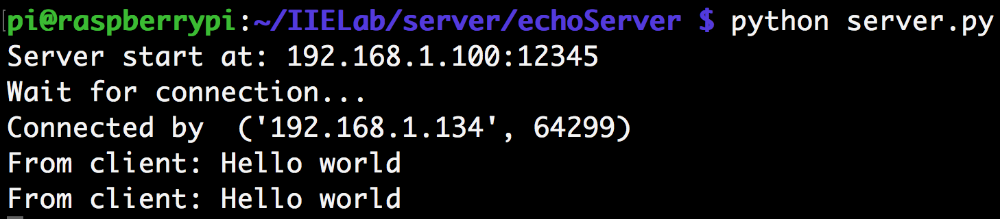 pi@raspberrypi:~/IIELab/server/echoServer $ python server.py
Server start at: 192.168.1.100:12345
Wait for connection...
Connected by  ('192.168.1.134', 64299)
From client: Hello world
From client: Hello world